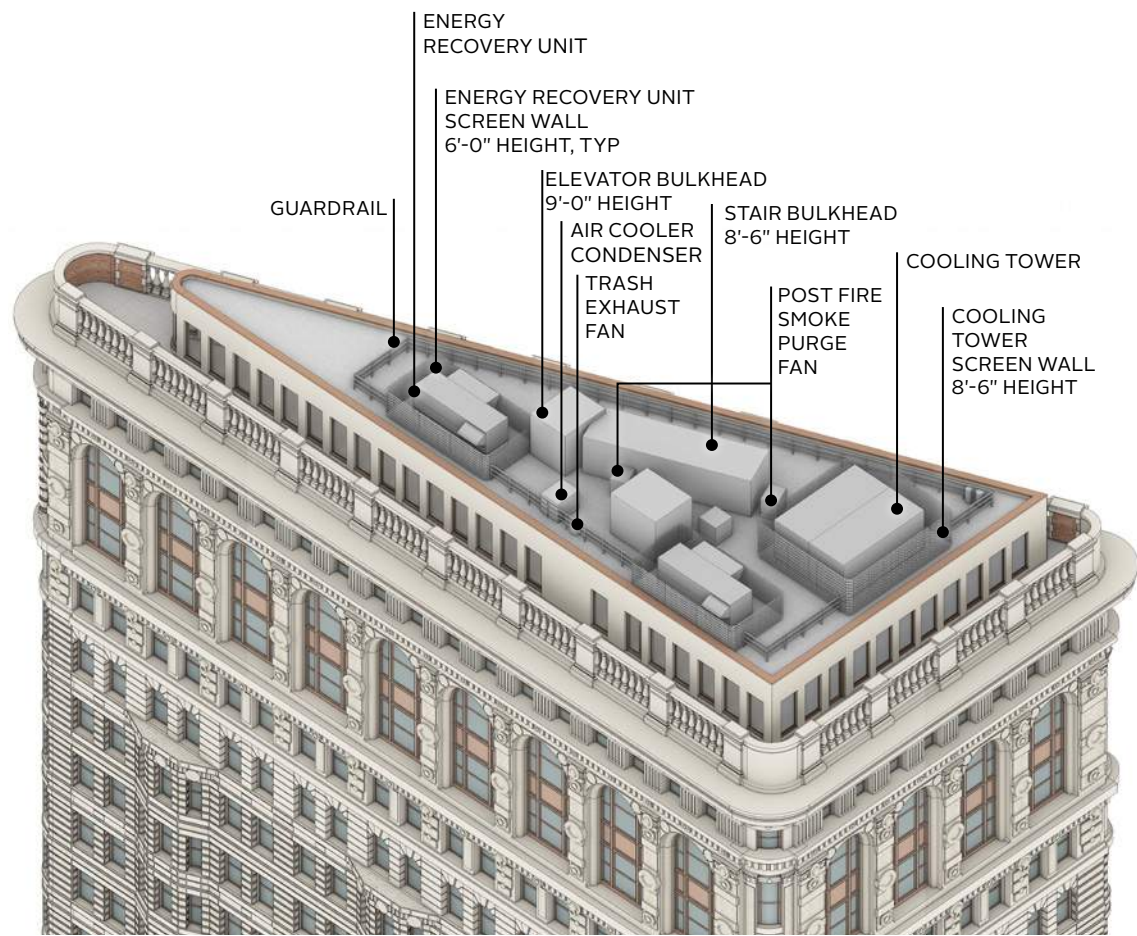 ENERGY
RECOVERY UNIT
ENERGY RECOVERY UNIT
SCREEN WALL
6'-0" HEIGHT, TYP
ELEVATOR BULKHEAD
9'-0" HEIGHT
GUARDRAIL
AIR COOLER
CONDENSER
STAIR BULKHEAD
8'-6" HEIGHT
TRASH
EXHAUST
FAN
COOLING TOWER
POST FIRE
SMOKE
PURGE
FAN
COOLING
TOWER
SCREEN WALL
8'-6" HEIGHT